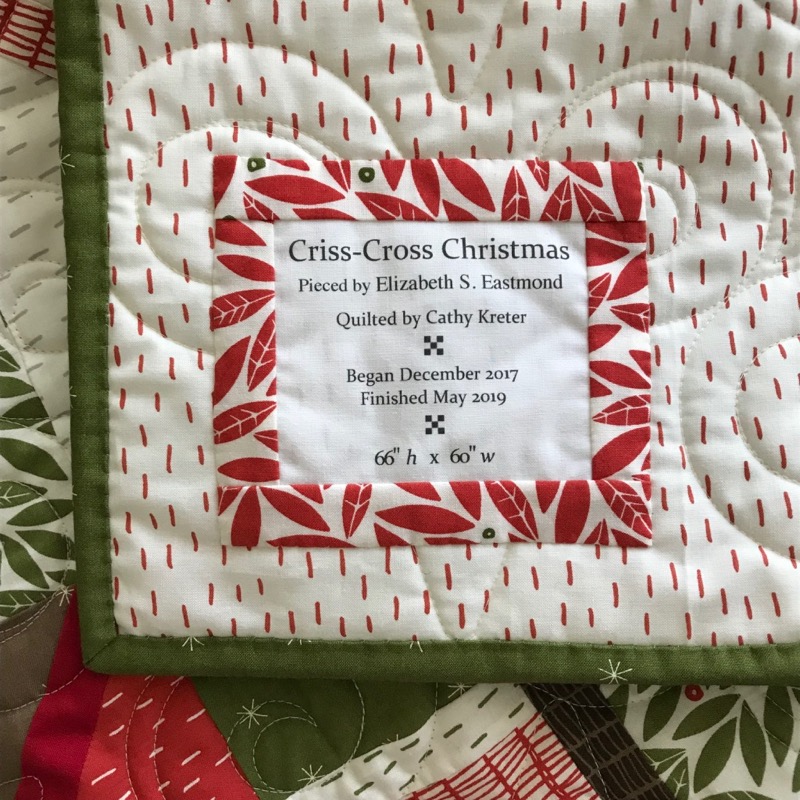 Criss-Cross Christmas
Pieced by Elizabeth S. Eastmond
Quilted by Cathy Kreter
Began December 2017
Finished May 2019
66" h x 60" w